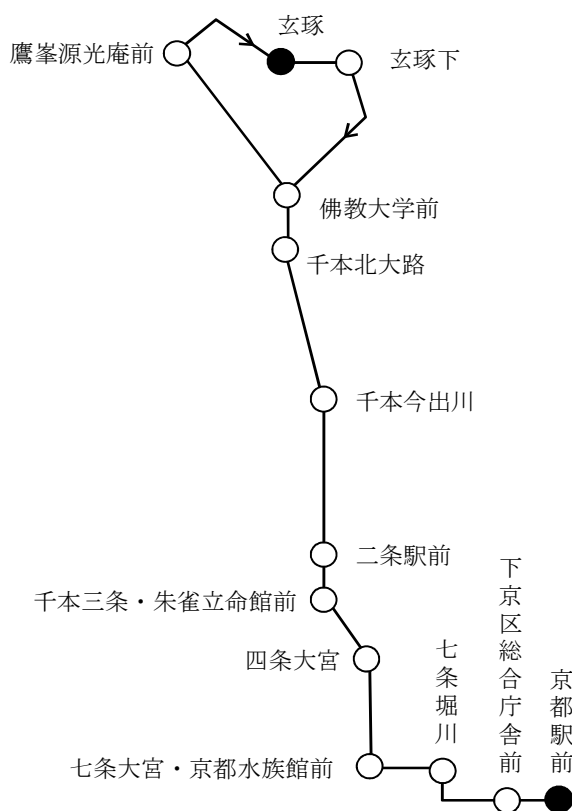 玄琢
鷹峯源光庵前
玄琢下
佛教大学前
千本北大路
千本今出川
二条駅前
千本三条・朱雀立命館前
四条大宮
七条大宮・京都水族館前
七条堀川
下京区総合庁舎前
京都駅前